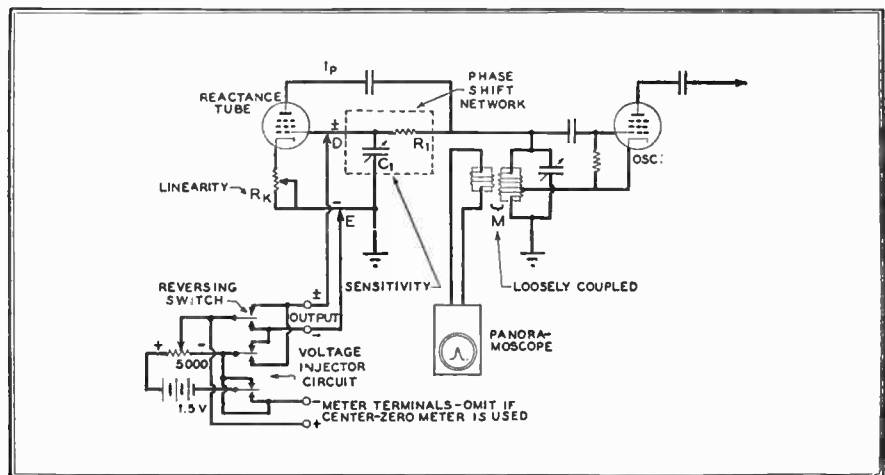 Ip
PHASE
SHIFT
NETWORK
REACTANCE
TUBE
±
D
R1
C1
OSC.
LINEARITY
RK
-
E
M
SENSITIVITY
LOOSELY COUPLED
REVERSING
SWITCH
±
OUTPUT
-
PANORA-
MOSCOPE
+
-
5000
VOLTAGE
INJECTOR
CIRCUIT
1.5 V
- METER TERMINALS-OMIT IF
+ CENTER-ZERO METER IS USED